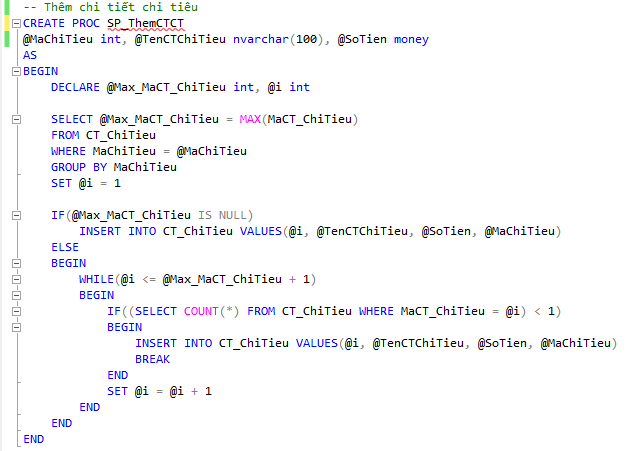 -- Thêm chi tiết chi tiêu
CREATE PROC SP_ThemCTCT
@MaChiTieu int, @TenCTChiTieu nvarchar(100), @SoTien money
AS
BEGIN
DECLARE @Max_MaCT_ChiTieu int, @i int
SELECT @Max_MaCT_ChiTieu = MAX(MaCT_ChiTieu)
FROM CT_ChiTieu
WHERE MaChiTieu = @MaChiTieu
GROUP BY MaChiTieu
SET @i = 1
IF(@Max_MaCT_ChiTieu IS NULL)
INSERT INTO CT_ChiTieu VALUES(@i, @TenCTChiTieu, @SoTien, @MaChiTieu)
ELSE
BEGIN
WHILE(@i <= @Max_MaCT_ChiTieu + 1)
BEGIN
IF((SELECT COUNT(*) FROM CT_ChiTieu WHERE MaCT_ChiTieu = @i) < 1)
BEGIN
INSERT INTO CT_ChiTieu VALUES(@i, @TenCTChiTieu, @SoTien, @MaChiTieu)
BREAK
END
SET @i = @i + 1
END
END
END